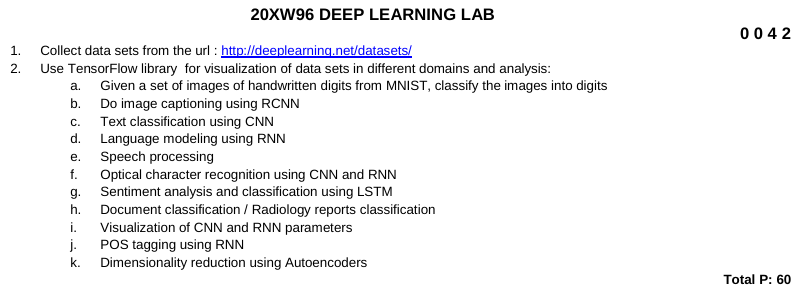 20XW96 DEEP LEARNING LAB
0 0 4 2
1. Collect data sets from the url : http://deeplearning.net/datasets/
2. Use TensorFlow library for visualization of data sets in different domains and analysis:
a. Given a set of images of handwritten digits from MNIST, classify the images into digits
b. Do image captioning using RCNN
c. Text classification using CNN
d. Language modeling using RNN
e. Speech processing
f. Optical character recognition using CNN and RNN
g. Sentiment analysis and classification using LSTM
h. Document classification / Radiology reports classification
i. Visualization of CNN and RNN parameters
j. POS tagging using RNN
k. Dimensionality reduction using Autoencoders
Total P: 60